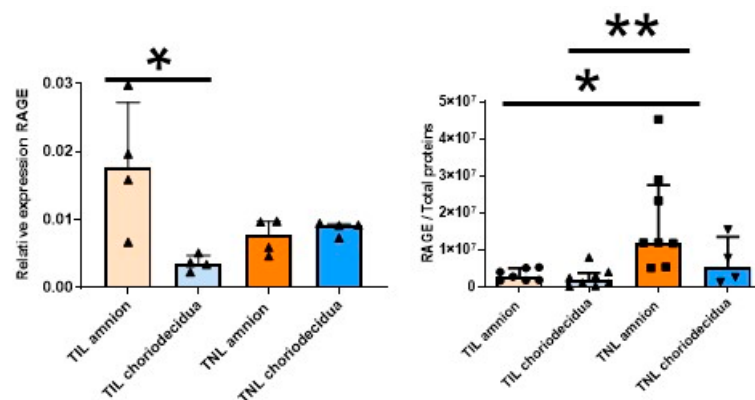 *
**
*
Relative expression RAGE
0.03
0.02
0.01
0.00
TIL amnion
TIL choriodecidua
TNL amnion
TNL choriodecidua
RAGE / Total proteins
5×10⁷
4×10⁷
3×10⁷
2×10⁷
1×10⁷
0
TIL amnion
TIL choriodecidua
TNL amnion
TNL choriodecidua